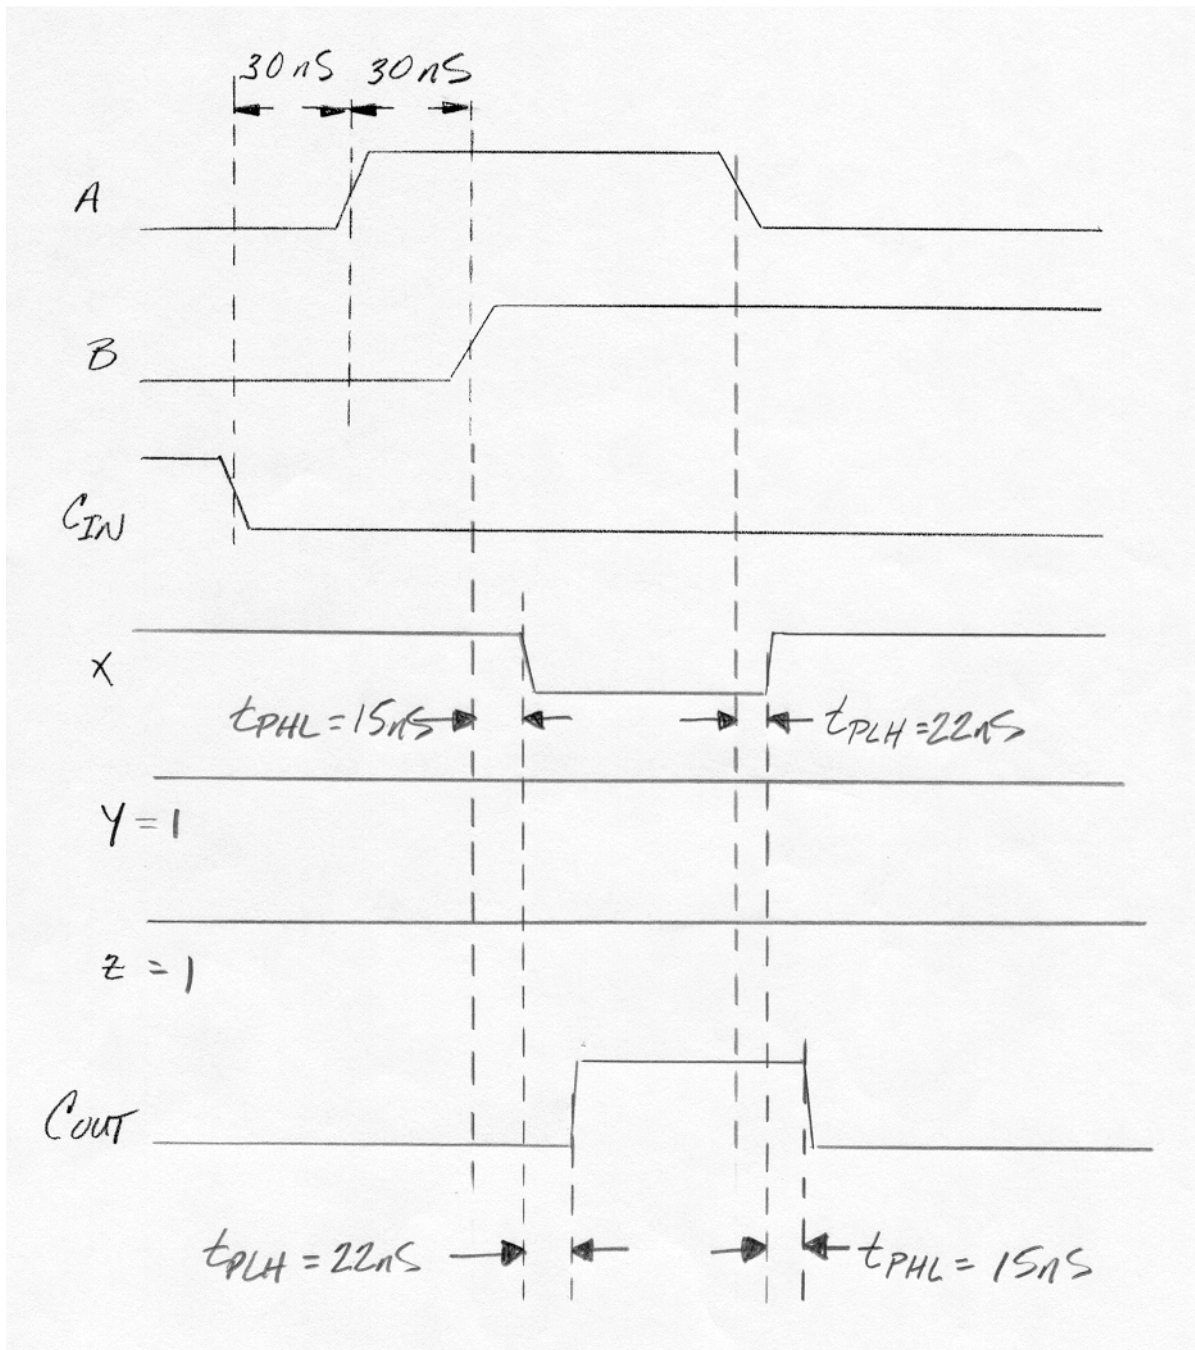 30nS 30nS
A
B
CIN
X
tPHL = 15nS tPLH = 22nS
Y = 1
Z = 1
COUT
tPLH = 22nS tPHL = 15nS